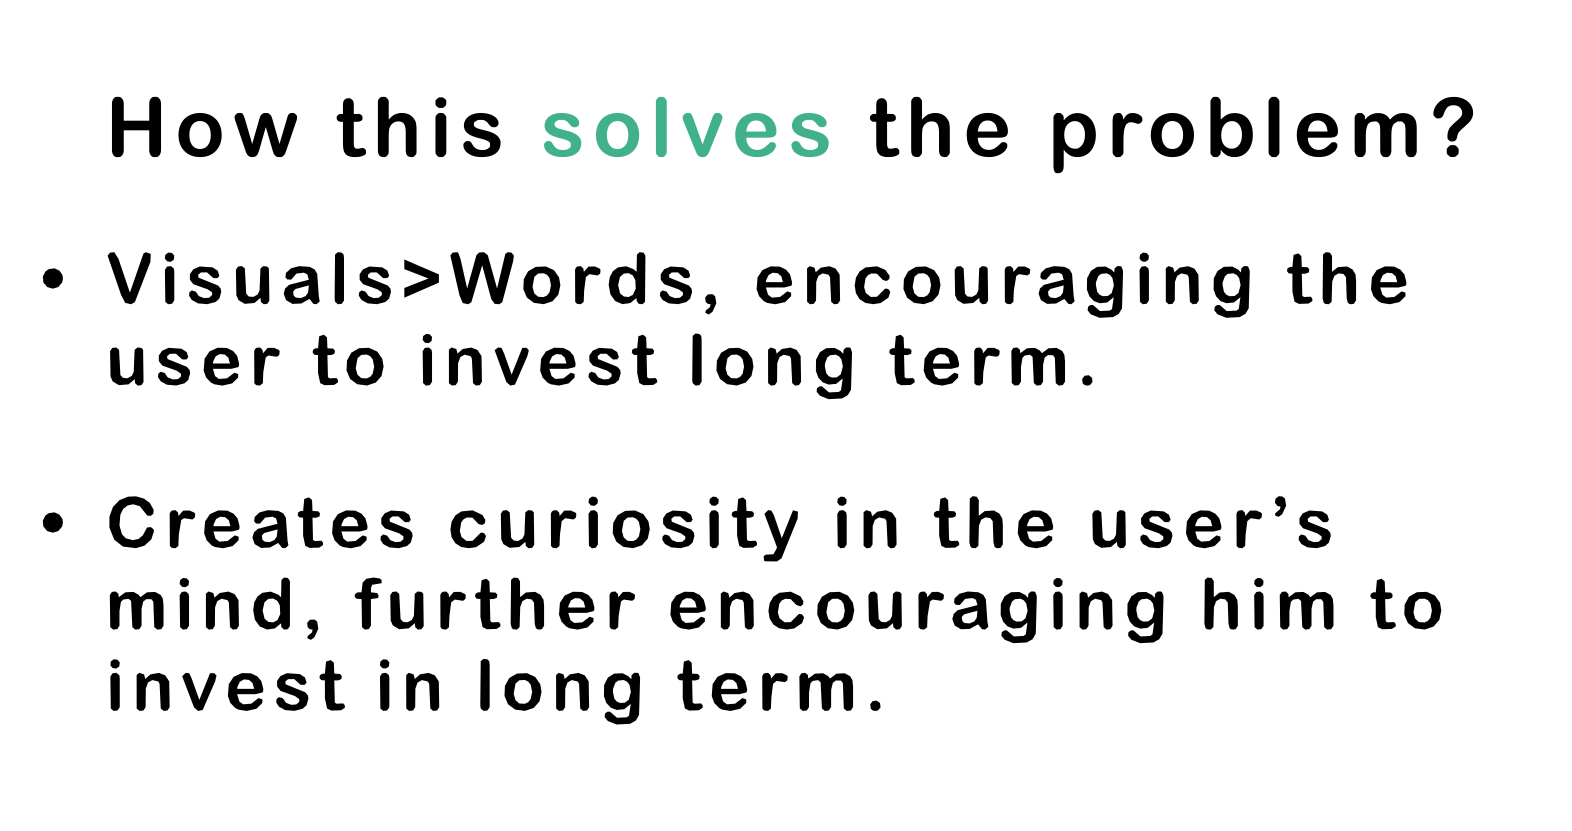 How this solves the problem?
• Visuals>Words, encouraging the
user to invest long term.
• Creates curiosity in the user’s
mind, further encouraging him to
invest in long term.